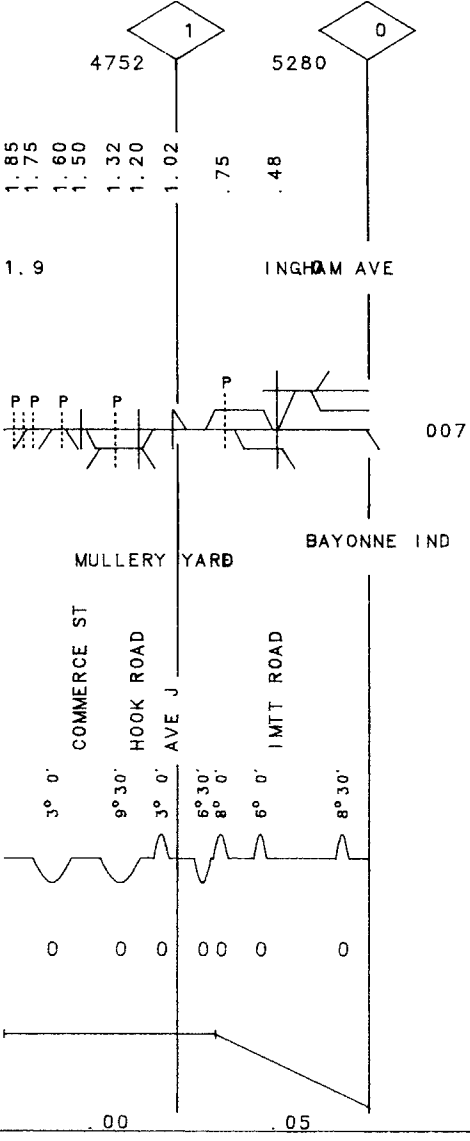 1 0
4752 5280
1.85 1.75 1.60 1.50 1.32 1.20 1.02 .75 .48
1.9 INGHAM AVE
P P P P P
007
BAYONNE IND
MULLERY YARD
COMMERCE ST
HOOK ROAD
AVE J
IMTT ROAD
3° 0' 9° 30' 3° 0' 6° 30' 8° 0' 6° 0' 8° 30'
0 0 0 0 0 0 0
.00 .05